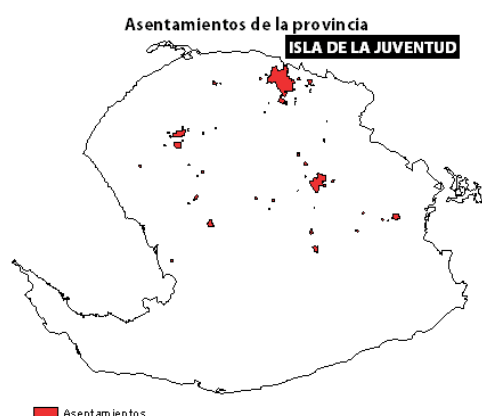 Asentamientos de la provincia
ISLA DE LA JUVENTUD
Asentamientos